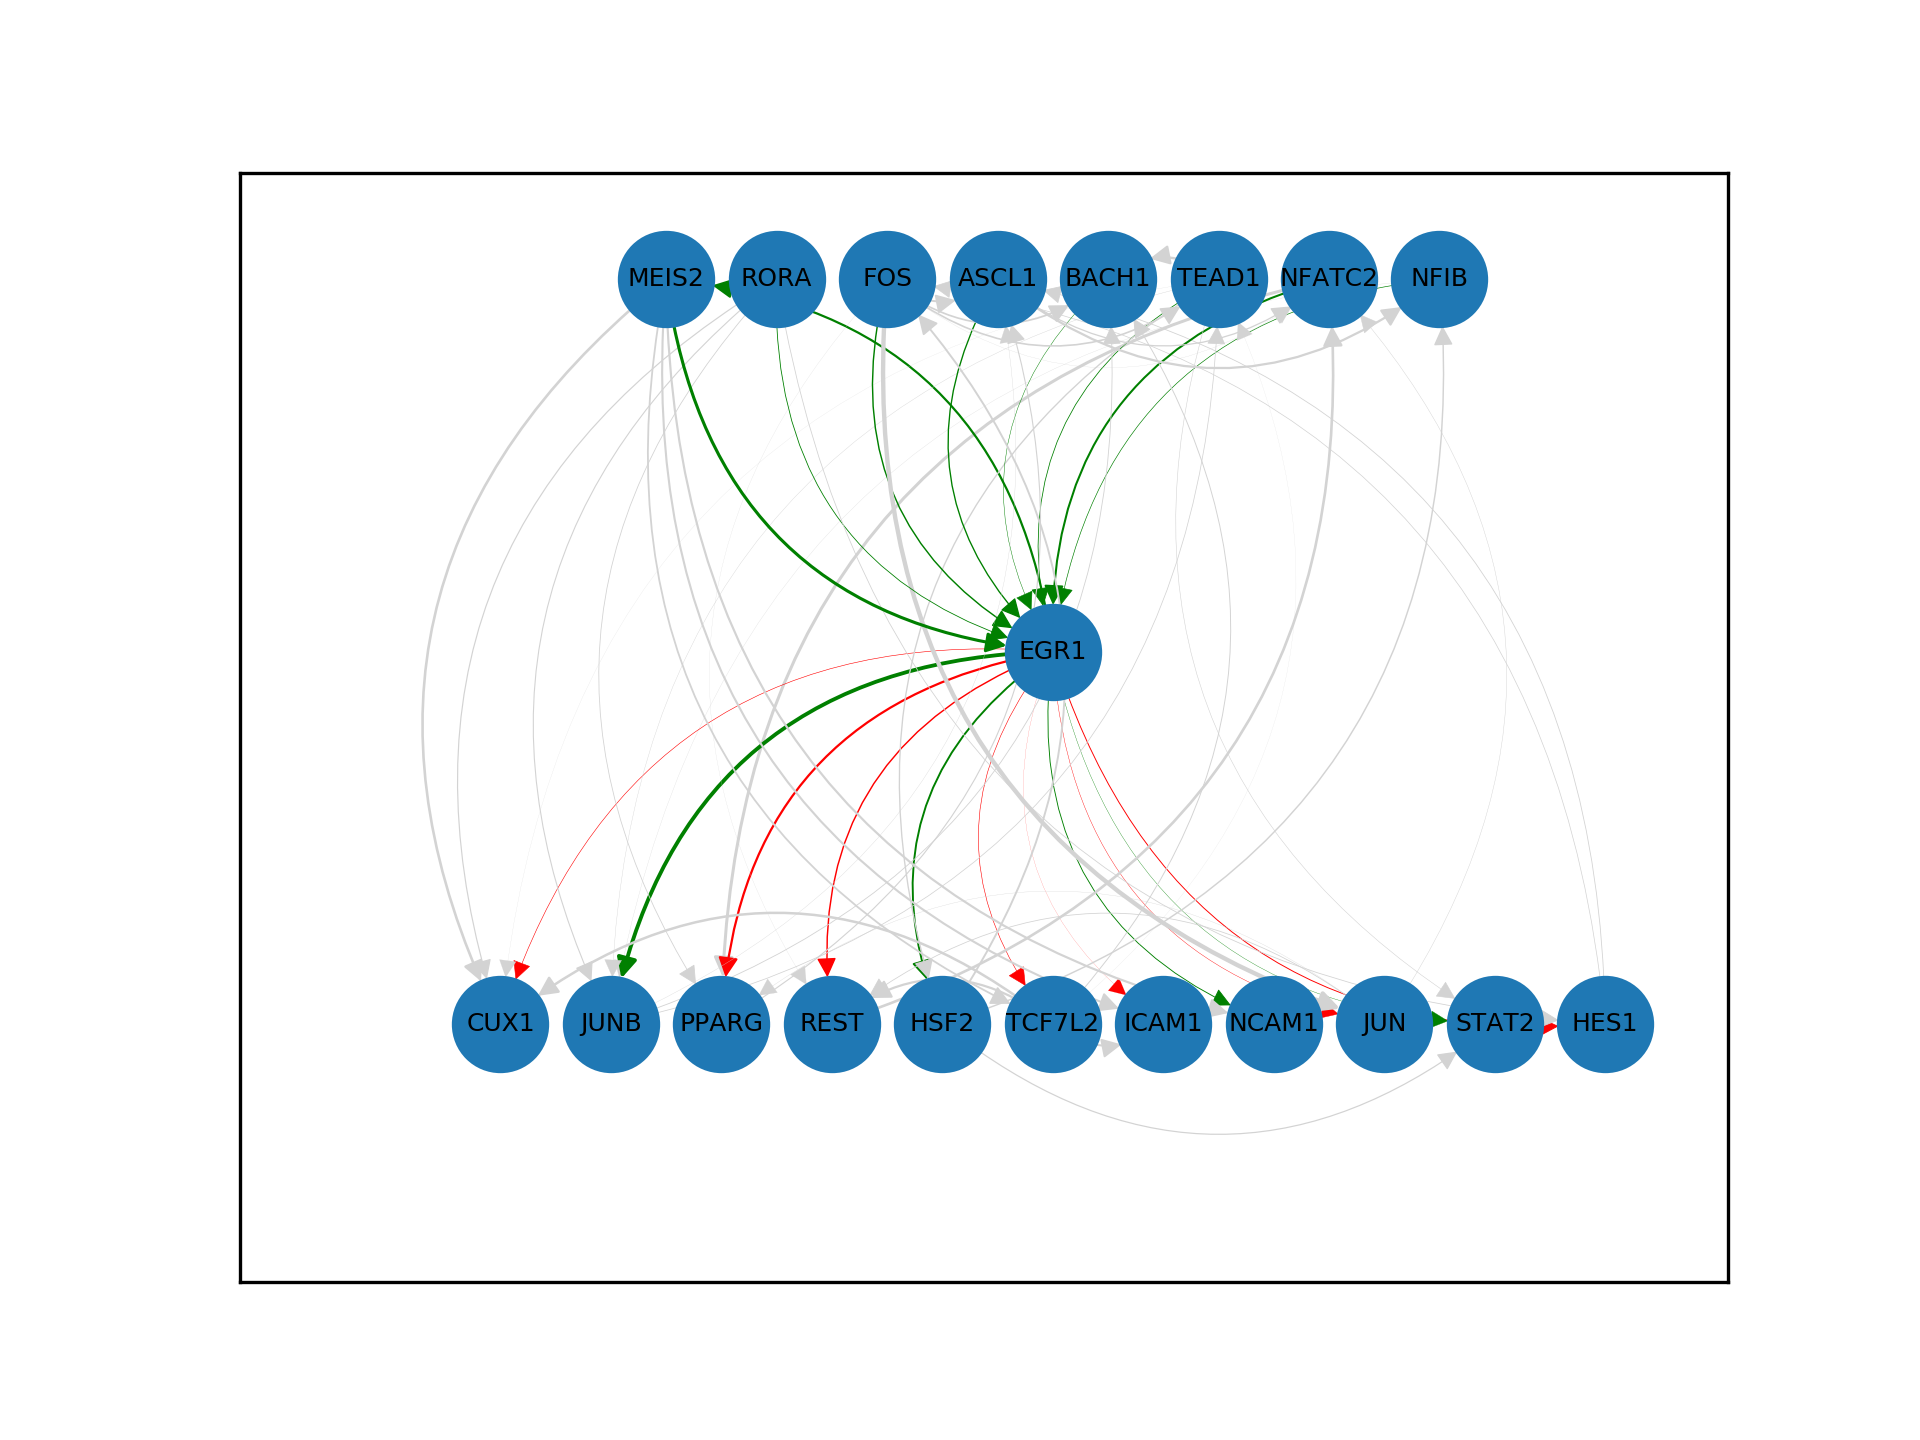 MEIS2 RORA FOS ASCL1 BACH1 TEAD1 NFATC2 NFIB
EGR1
CUX1 JUNB PPARG REST HSF2 TCF7L2 ICAM1 NCAM1 JUN STAT2 HES1